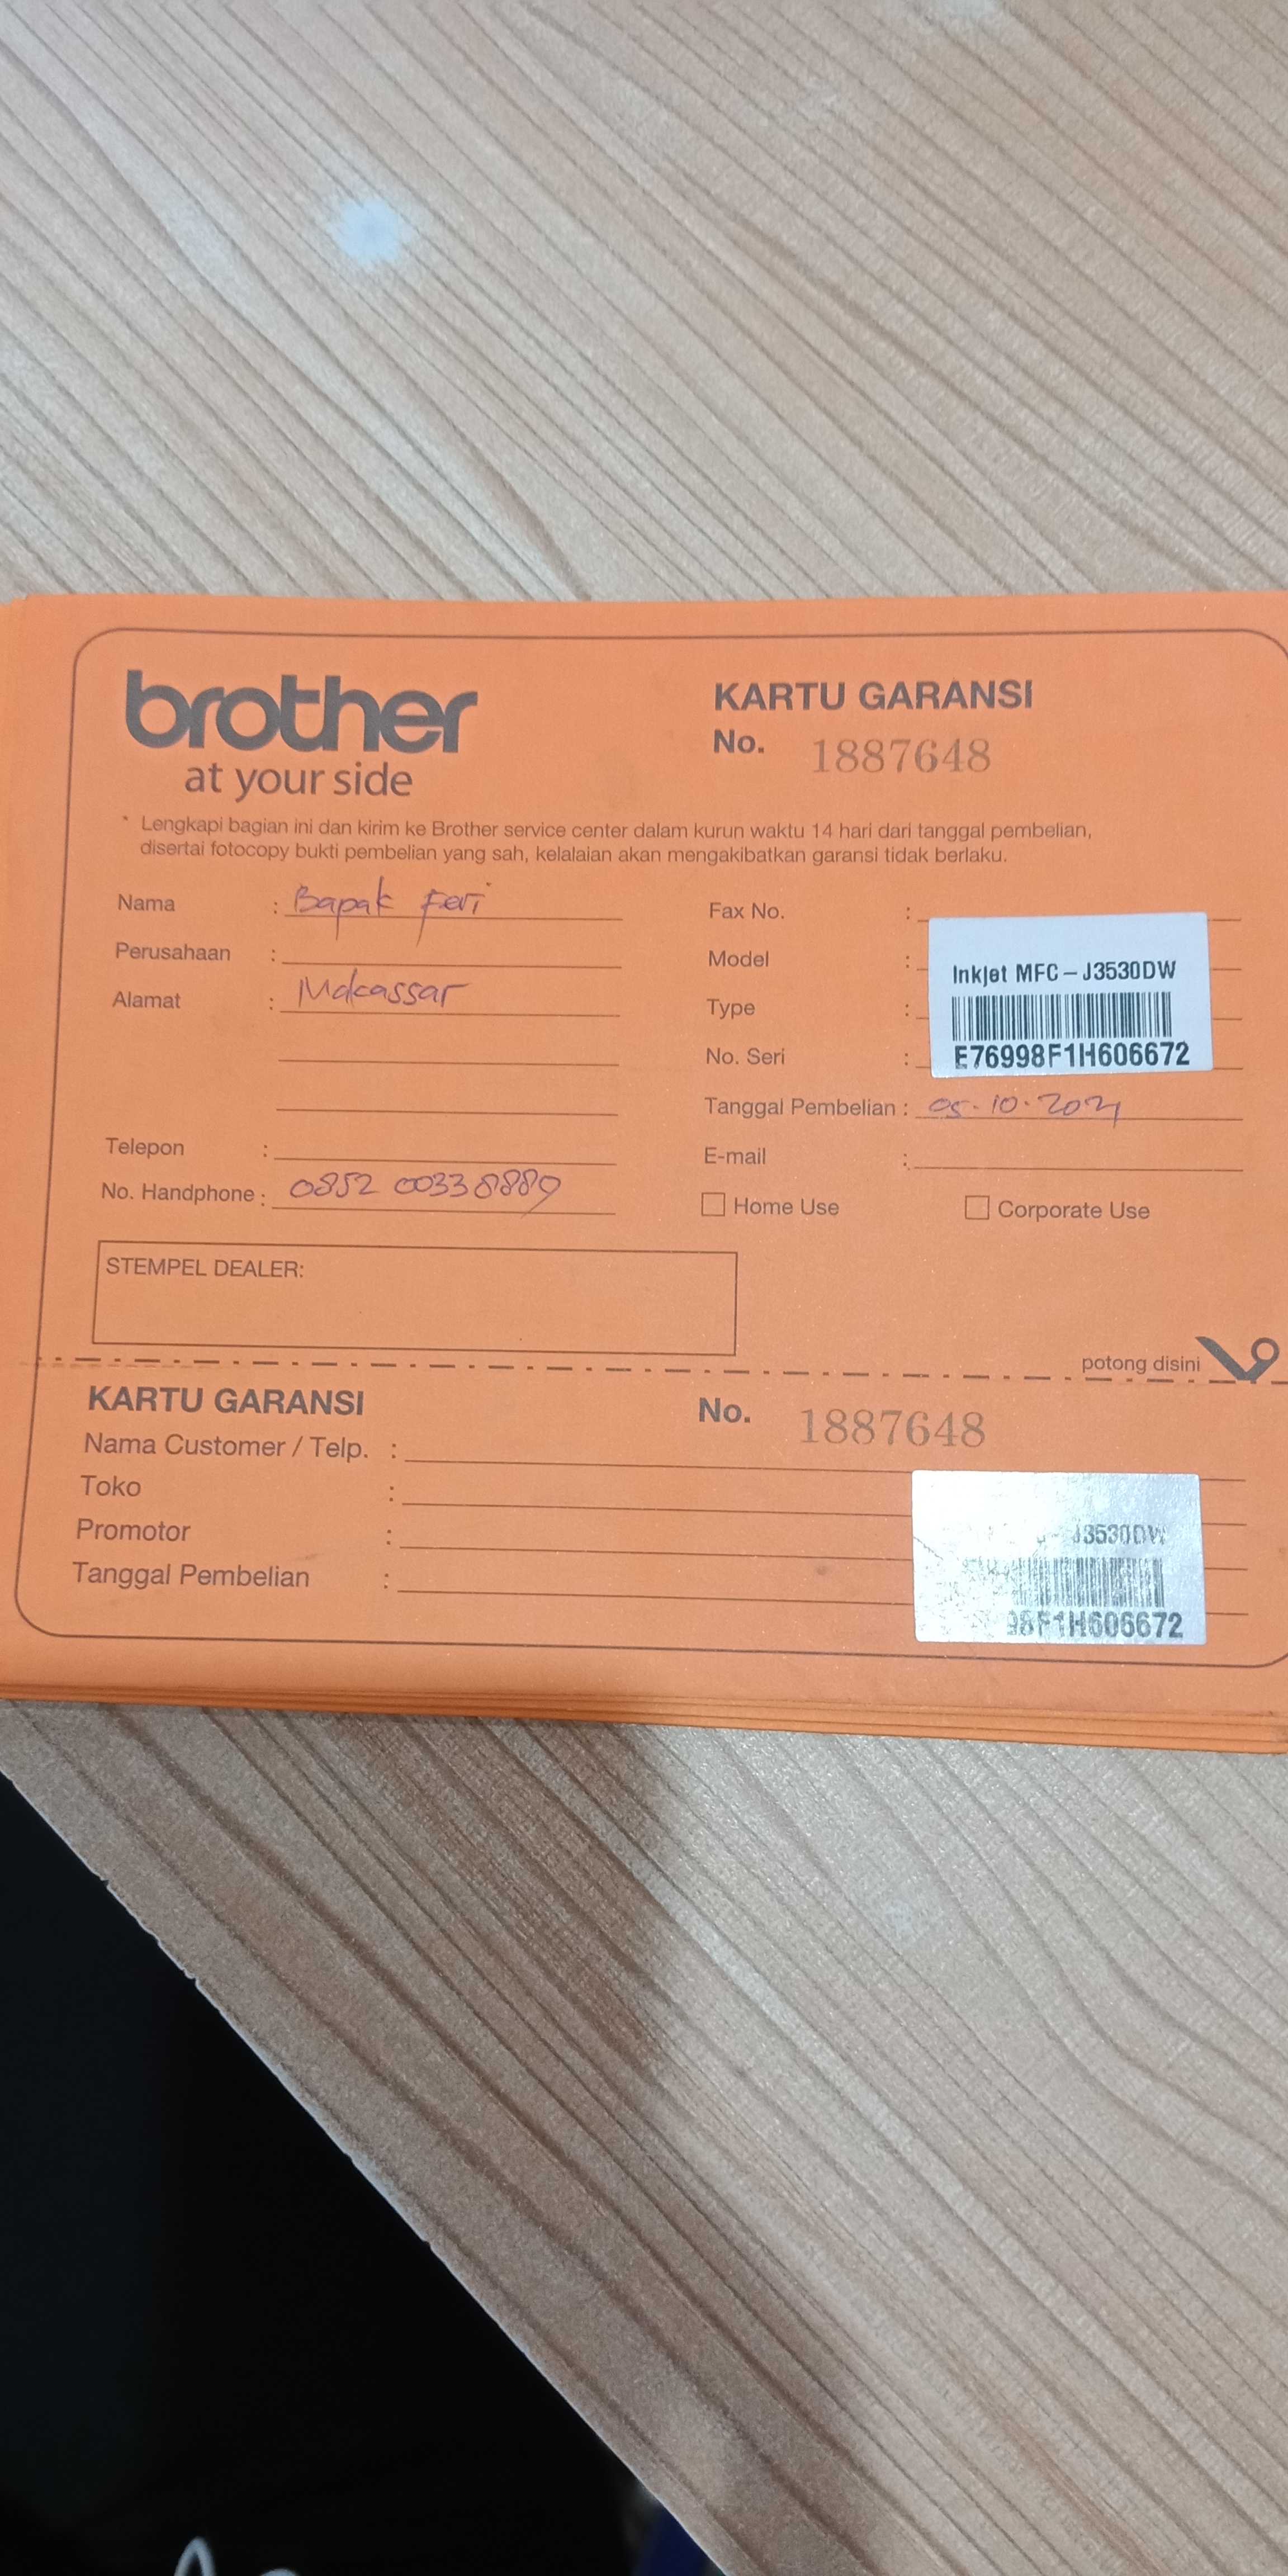 brother
at your side
KARTU GARANSI
No. 1887648
* Lengkapi bagian ini dan kirim ke Brother service center dalam kurun waktu 14 hari dari tanggal pembelian,
disertai fotocopy bukti pembelian yang sah, kelalaian akan mengakibatkan garansi tidak berlaku.
Nama : Bapak Feri
Perusahaan :
Alamat : Makassar
Telepon :
No. Handphone : 0852 00338889
Fax No. :
Model :
Type :
No. Seri :
Inkjet MFC-J3530DW
E76998F1H606672
Tanggal Pembelian : 05-10-2021
E-mail :
Home Use
Corporate Use
STEMPEL DEALER:
potong disini
KARTU GARANSI
No. 1887648
Nama Customer / Telp. :
Toko :
Promotor :
Tanggal Pembelian :
J3530DW
98F1H606672